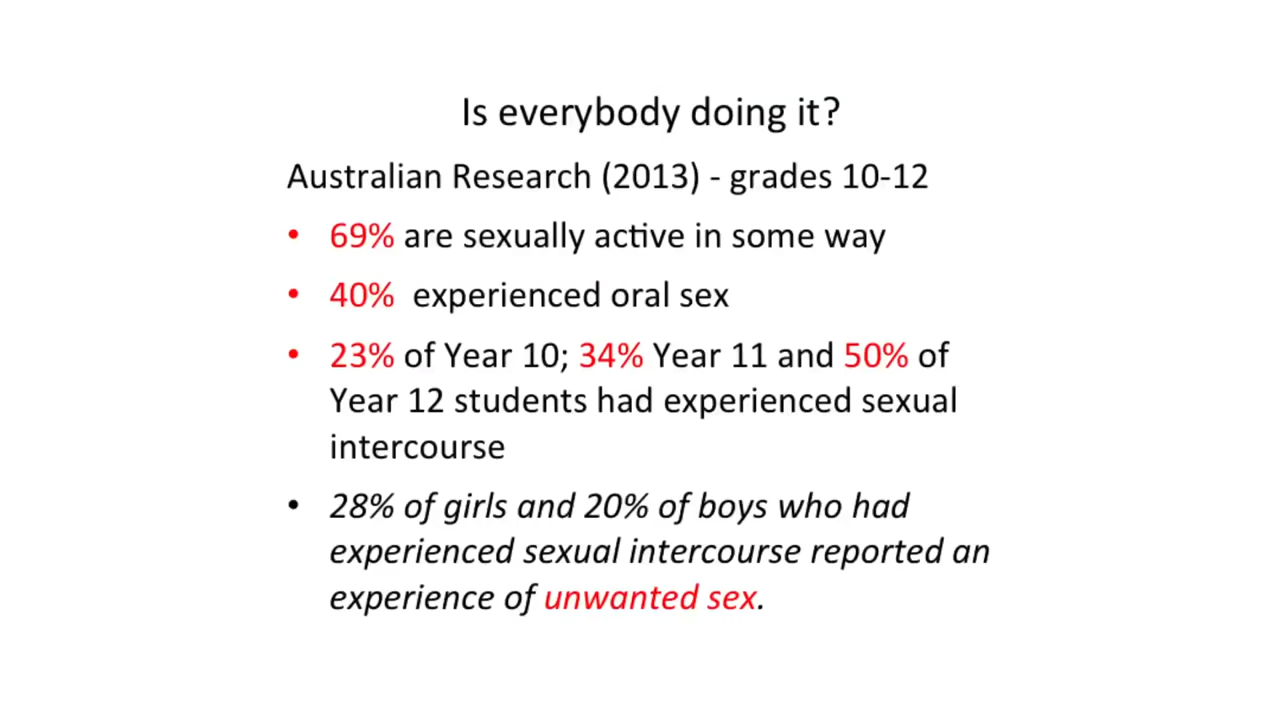 Is everybody doing it?
Australian Research (2013) - grades 10-12
• 69% are sexually active in some way
• 40% experienced oral sex
• 23% of Year 10; 34% Year 11 and 50% of
Year 12 students had experienced sexual
intercourse
• 28% of girls and 20% of boys who had
experienced sexual intercourse reported an
experience of unwanted sex.